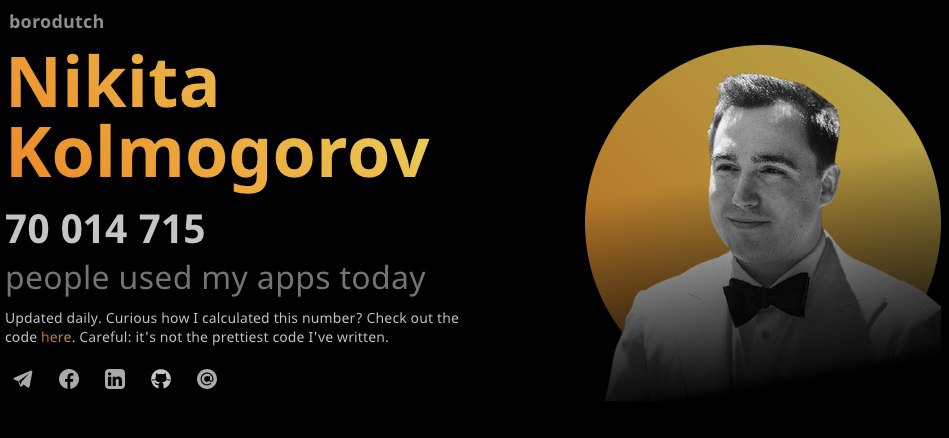 borodutch
Nikita
Kolmogorov
70 014 715
people used my apps today
Updated daily. Curious how I calculated this number? Check out the
code here. Careful: it's not the prettiest code I've written.